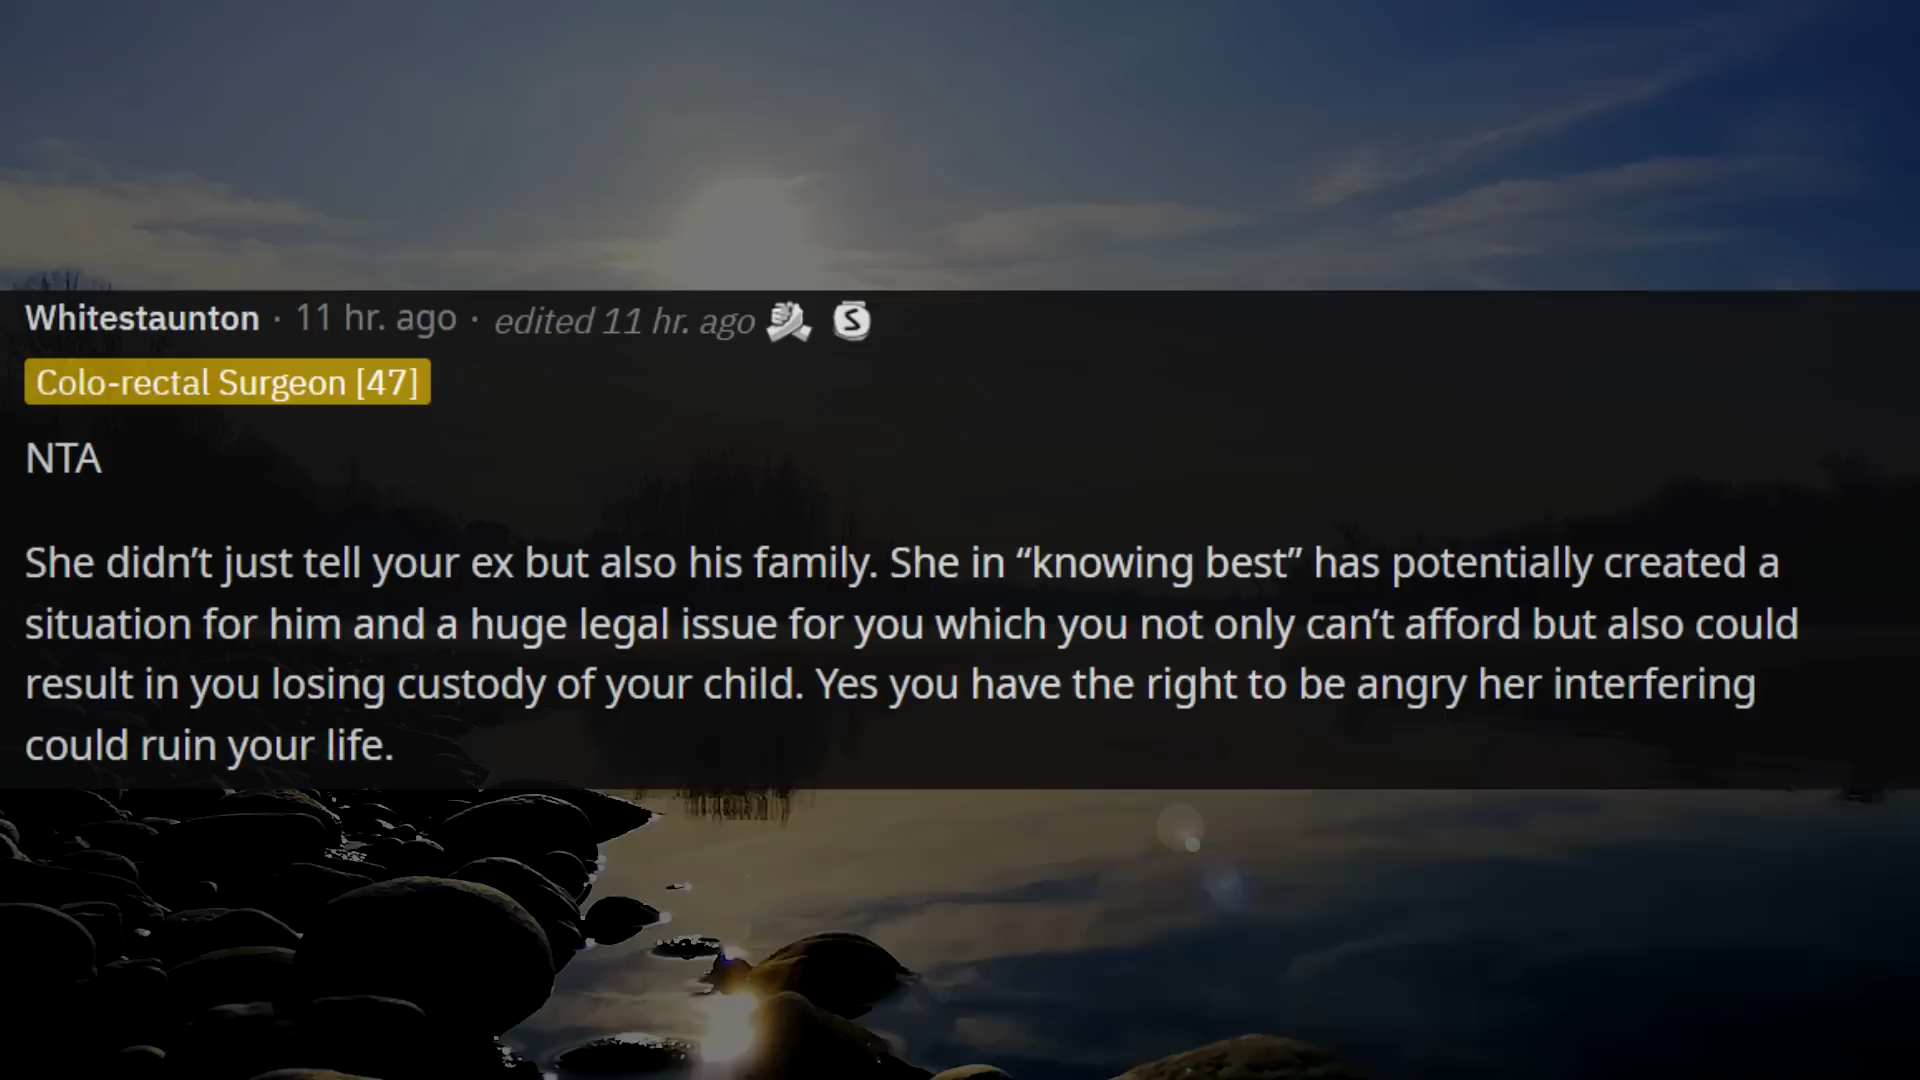 Whitestaunton · 11 hr. ago · edited 11 hr. ago
Colo-rectal Surgeon [47]
NTA
She didn’t just tell your ex but also his family. She in “knowing best” has potentially created a
situation for him and a huge legal issue for you which you not only can’t afford but also could
result in you losing custody of your child. Yes you have the right to be angry her interfering
could ruin your life.